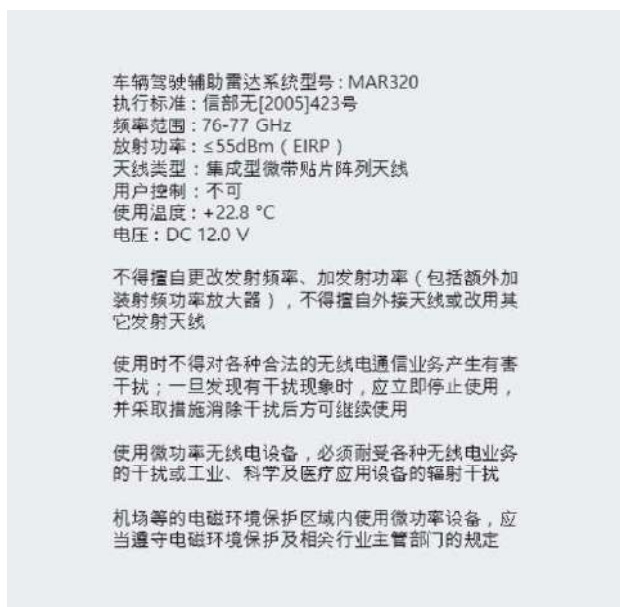 车辆驾驶辅助雷达系统型号：MAR320
执行标准：信部无[2005]423号
频率范围：76-77 GHz
放射功率：≤55dBm（EIRP）
天线类型：集成型微带贴片阵列天线
用户控制：不可
使用温度：+22.8 °C
电压：DC 12.0 V
不得擅自更改发射频率、加发射功率（包括额外加
装射频功率放大器），不得擅自外接天线或改用其
它发射天线
使用时不得对各种合法的无线电通信业务产生有害
干扰；一旦发现有干扰现象时，应立即停止使用，
并采取措施消除干扰后方可继续使用
使用微功率无线电设备，必须耐受各种无线电业务
的干扰或工业、科学及医疗应用设备的辐射干扰
机场等的电磁环境保护区域内使用微功率设备，应
当遵守电磁环境保护及相关行业主管部门的规定